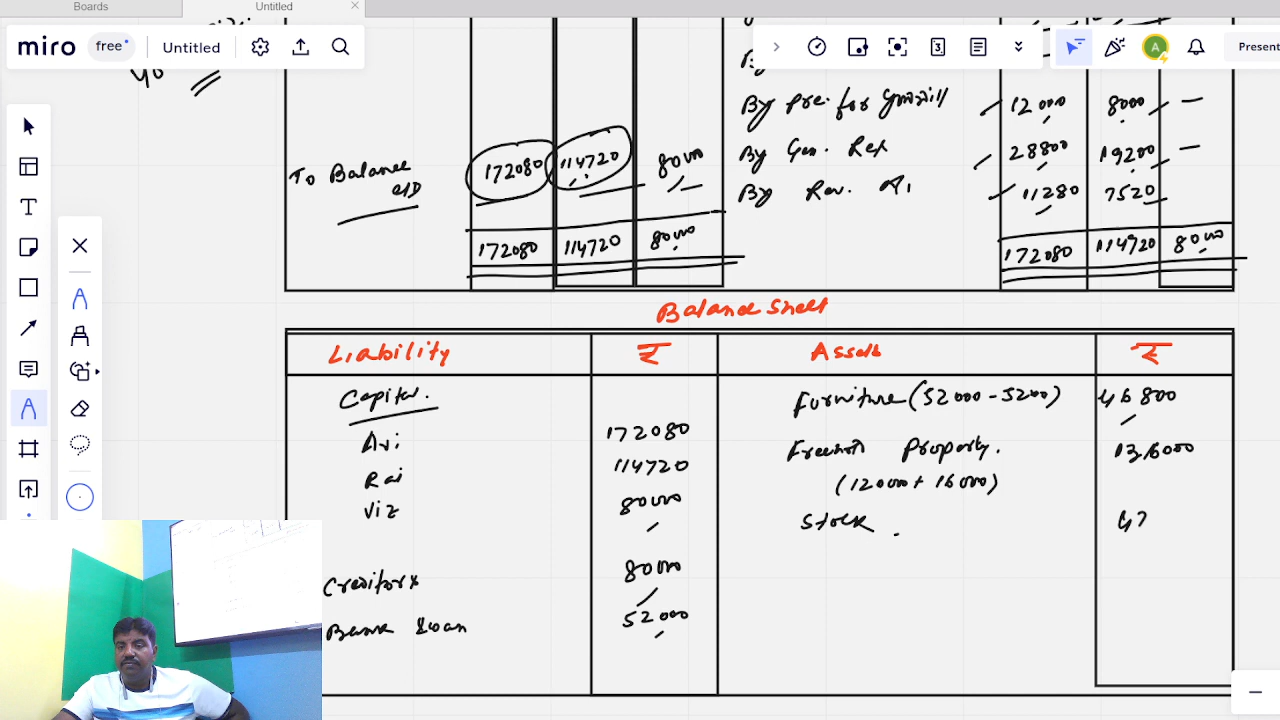 Boards Untitled
miro free Untitled 3 A Present
By Pre. for Goodwill 12000 8000 -
By Gen. Res 28800 19200 -
To Balance c/D 172080 114720 80000 By Rev. A/c 11280 7520
172080 114720 80000 172080 114720 80000
Balance Sheet
Liability ₹ Assets ₹
Capital. Furniture (52000 - 5200) 46800
Avi 172080 Freehold Property. 136000
Rai 114720 (12000 + 16000)
Viz 80000 Stock 47
Creditors 80000
Bank Loan 52000